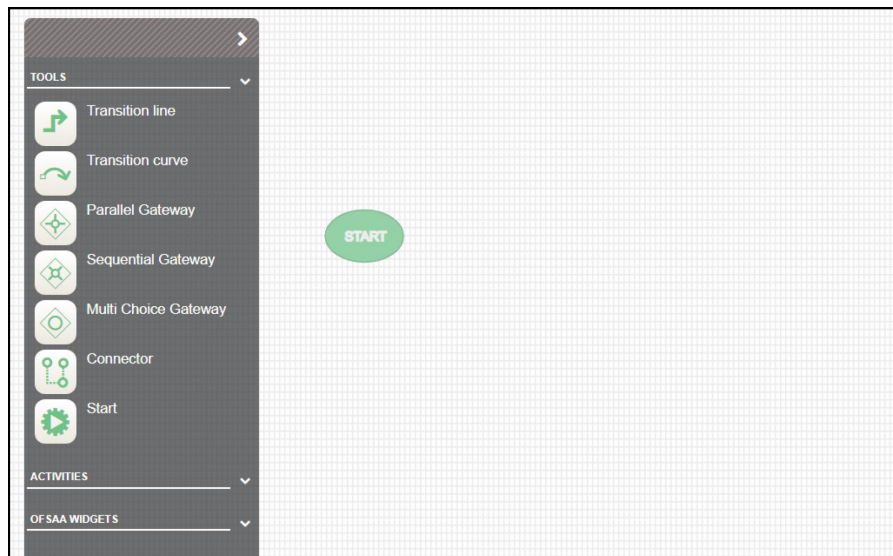 TOOLS
Transition line
Transition curve
Parallel Gateway
START
Sequential Gateway
Multi Choice Gateway
Connector
Start
ACTIVITIES
OFSAA WIDGETS